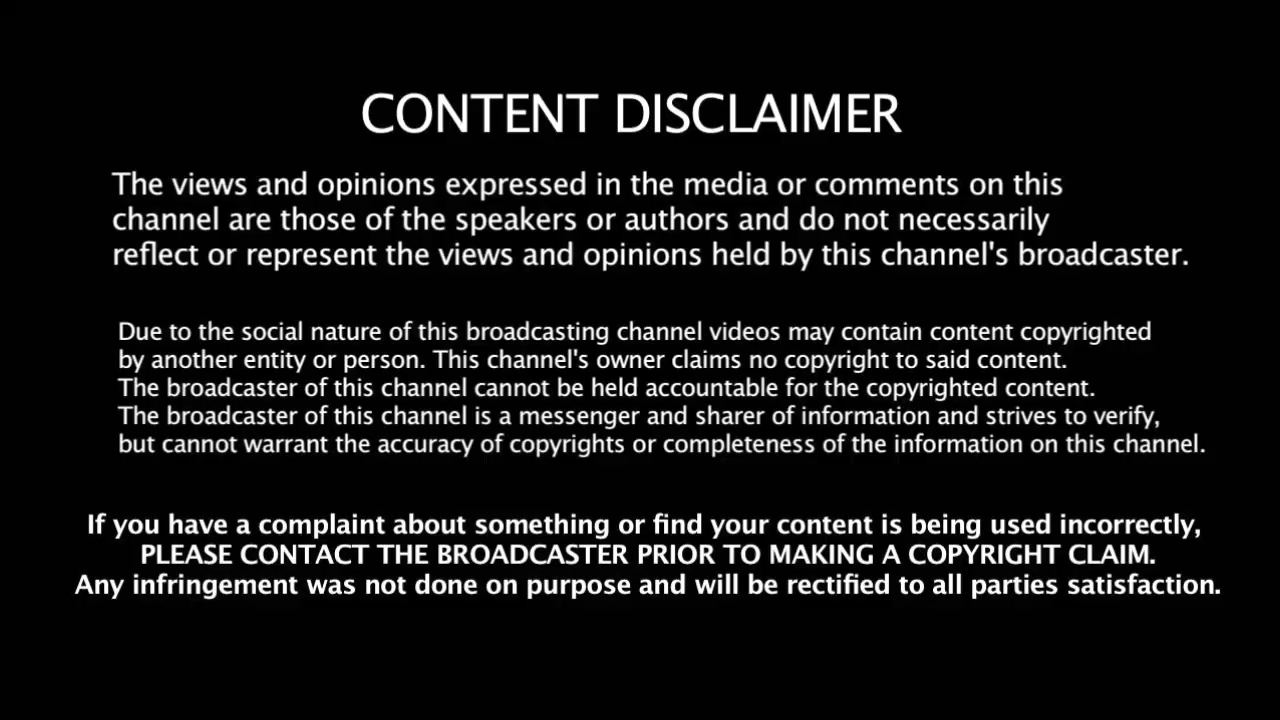 CONTENT DISCLAIMER
The views and opinions expressed in the media or comments on this
channel are those of the speakers or authors and do not necessarily
reflect or represent the views and opinions held by this channel's broadcaster.
Due to the social nature of this broadcasting channel videos may contain content copyrighted
by another entity or person. This channel's owner claims no copyright to said content.
The broadcaster of this channel cannot be held accountable for the copyrighted content.
The broadcaster of this channel is a messenger and sharer of information and strives to verify,
but cannot warrant the accuracy of copyrights or completeness of the information on this channel.
If you have a complaint about something or find your content is being used incorrectly,
PLEASE CONTACT THE BROADCASTER PRIOR TO MAKING A COPYRIGHT CLAIM.
Any infringement was not done on purpose and will be rectified to all parties satisfaction.